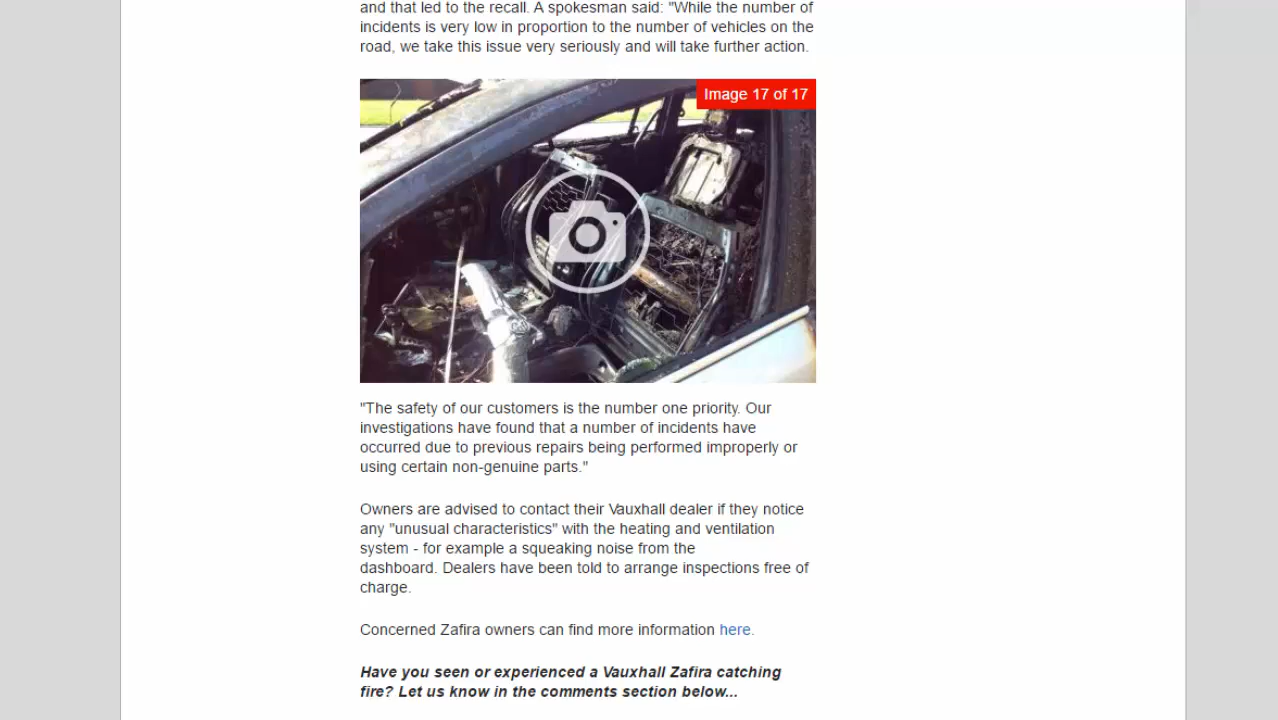 and that led to the recall. A spokesman said: "While the number of
incidents is very low in proportion to the number of vehicles on the
road, we take this issue very seriously and will take further action.
Image 17 of 17
"The safety of our customers is the number one priority. Our
investigations have found that a number of incidents have
occurred due to previous repairs being performed improperly or
using certain non-genuine parts."
Owners are advised to contact their Vauxhall dealer if they notice
any "unusual characteristics" with the heating and ventilation
system - for example a squeaking noise from the
dashboard. Dealers have been told to arrange inspections free of
charge.
Concerned Zafira owners can find more information here.
Have you seen or experienced a Vauxhall Zafira catching
fire? Let us know in the comments section below...